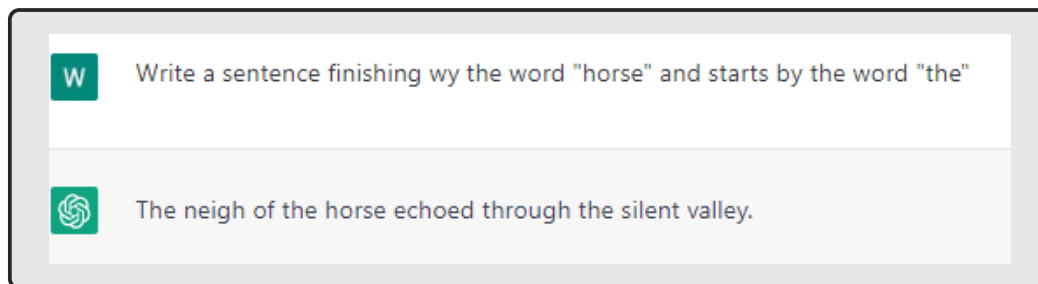 W
Write a sentence finishing wy the word "horse" and starts by the word "the"
The neigh of the horse echoed through the silent valley.